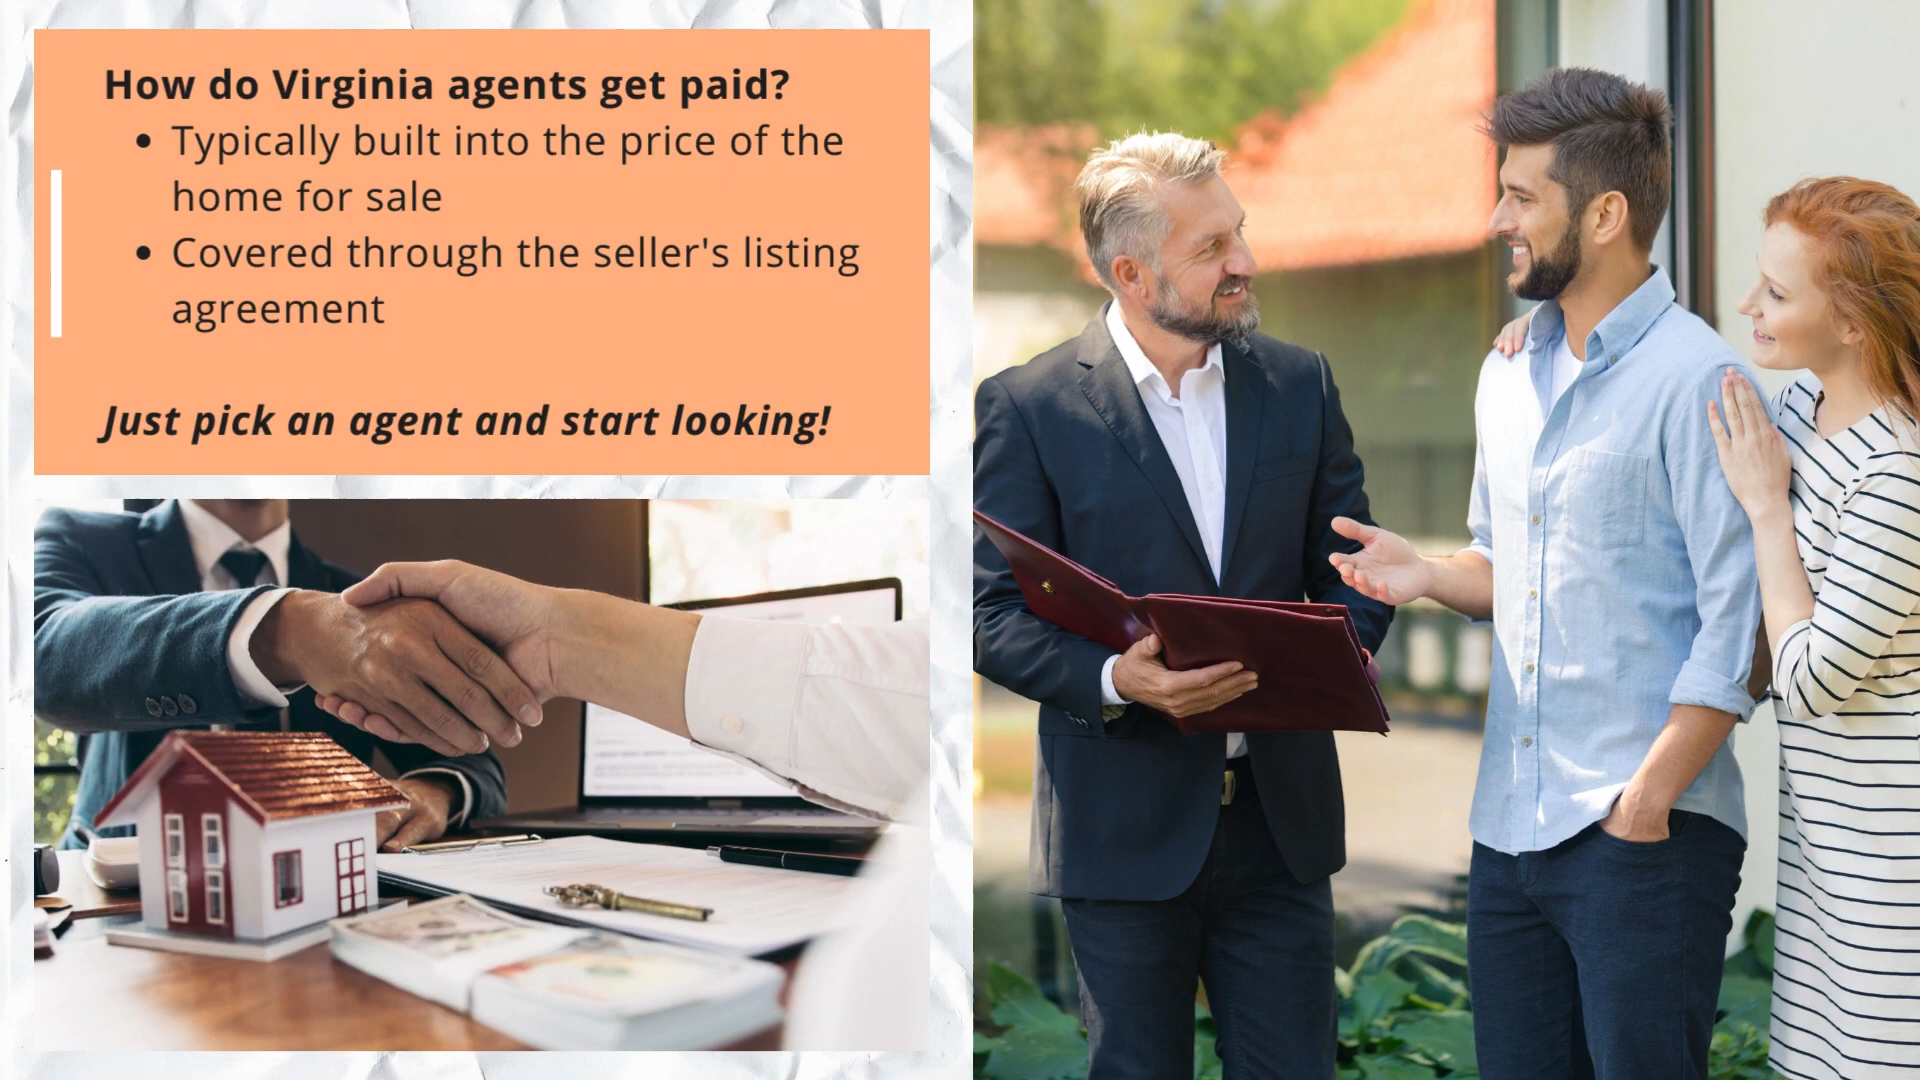 How do Virginia agents get paid?
• Typically built into the price of the
home for sale
• Covered through the seller's listing
agreement
Just pick an agent and start looking!